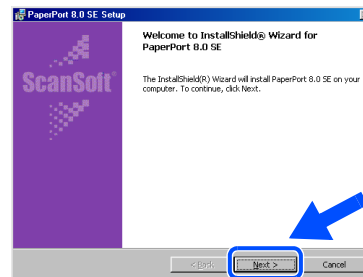 PaperPort 8.0 SE Setup
Welcome to InstallShield® Wizard for
PaperPort 8.0 SE
ScanSoft®
The InstallShield(R) Wizard will install PaperPort 8.0 SE on your
computer. To continue, click Next.
< Back
Next >
Cancel